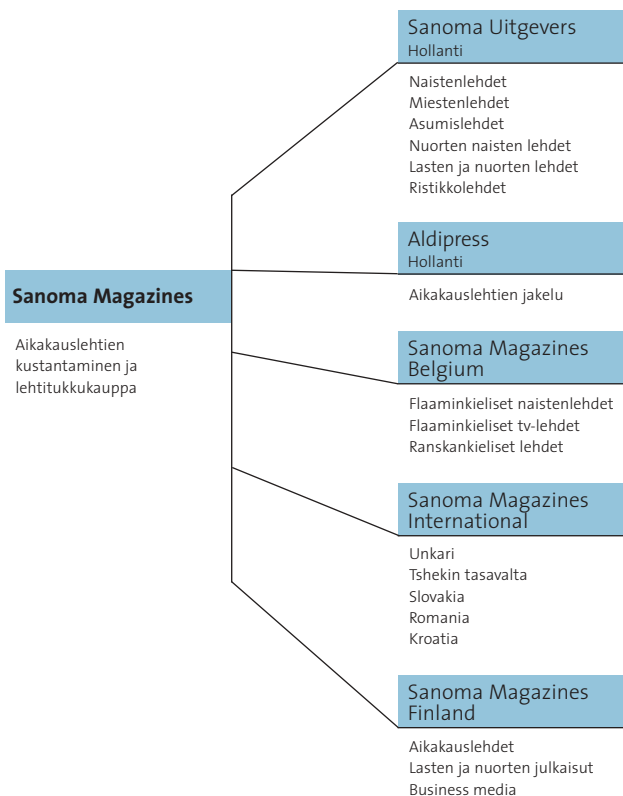 Sanoma Magazines
Aikakauslehtien
kustantaminen ja
lehtitukkukauppa
Sanoma Uitgevers
Hollanti
Naistenlehdet
Miestenlehdet
Asumislehdet
Nuorten naisten lehdet
Lasten ja nuorten lehdet
Ristikkolehdet
Aldipress
Hollanti
Aikakauslehtien jakelu
Sanoma Magazines
Belgium
Flaaminkieliset naistenlehdet
Flaaminkieliset tv-lehdet
Ranskankieliset lehdet
Sanoma Magazines
International
Unkari
Tshekin tasavalta
Slovakia
Romania
Kroatia
Sanoma Magazines
Finland
Aikakauslehdet
Lasten ja nuorten julkaisut
Business media